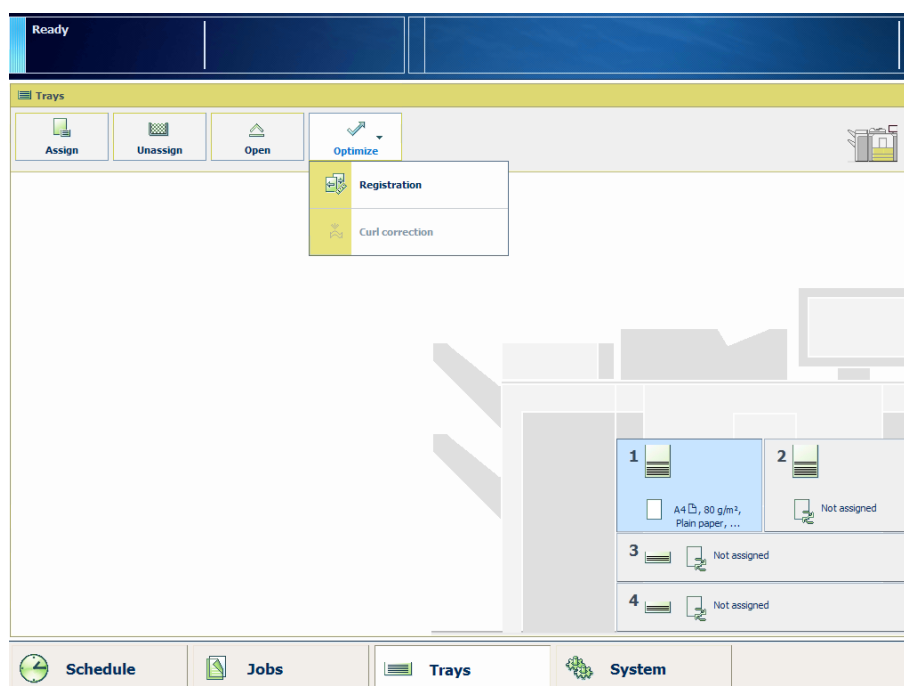 Ready
Trays
Assign
Unassign
Open
Optimize
Registration
Curl correction
1
A4, 80 g/m²,
Plain paper, ...
2
Not assigned
3
Not assigned
4
Not assigned
Schedule
Jobs
Trays
System